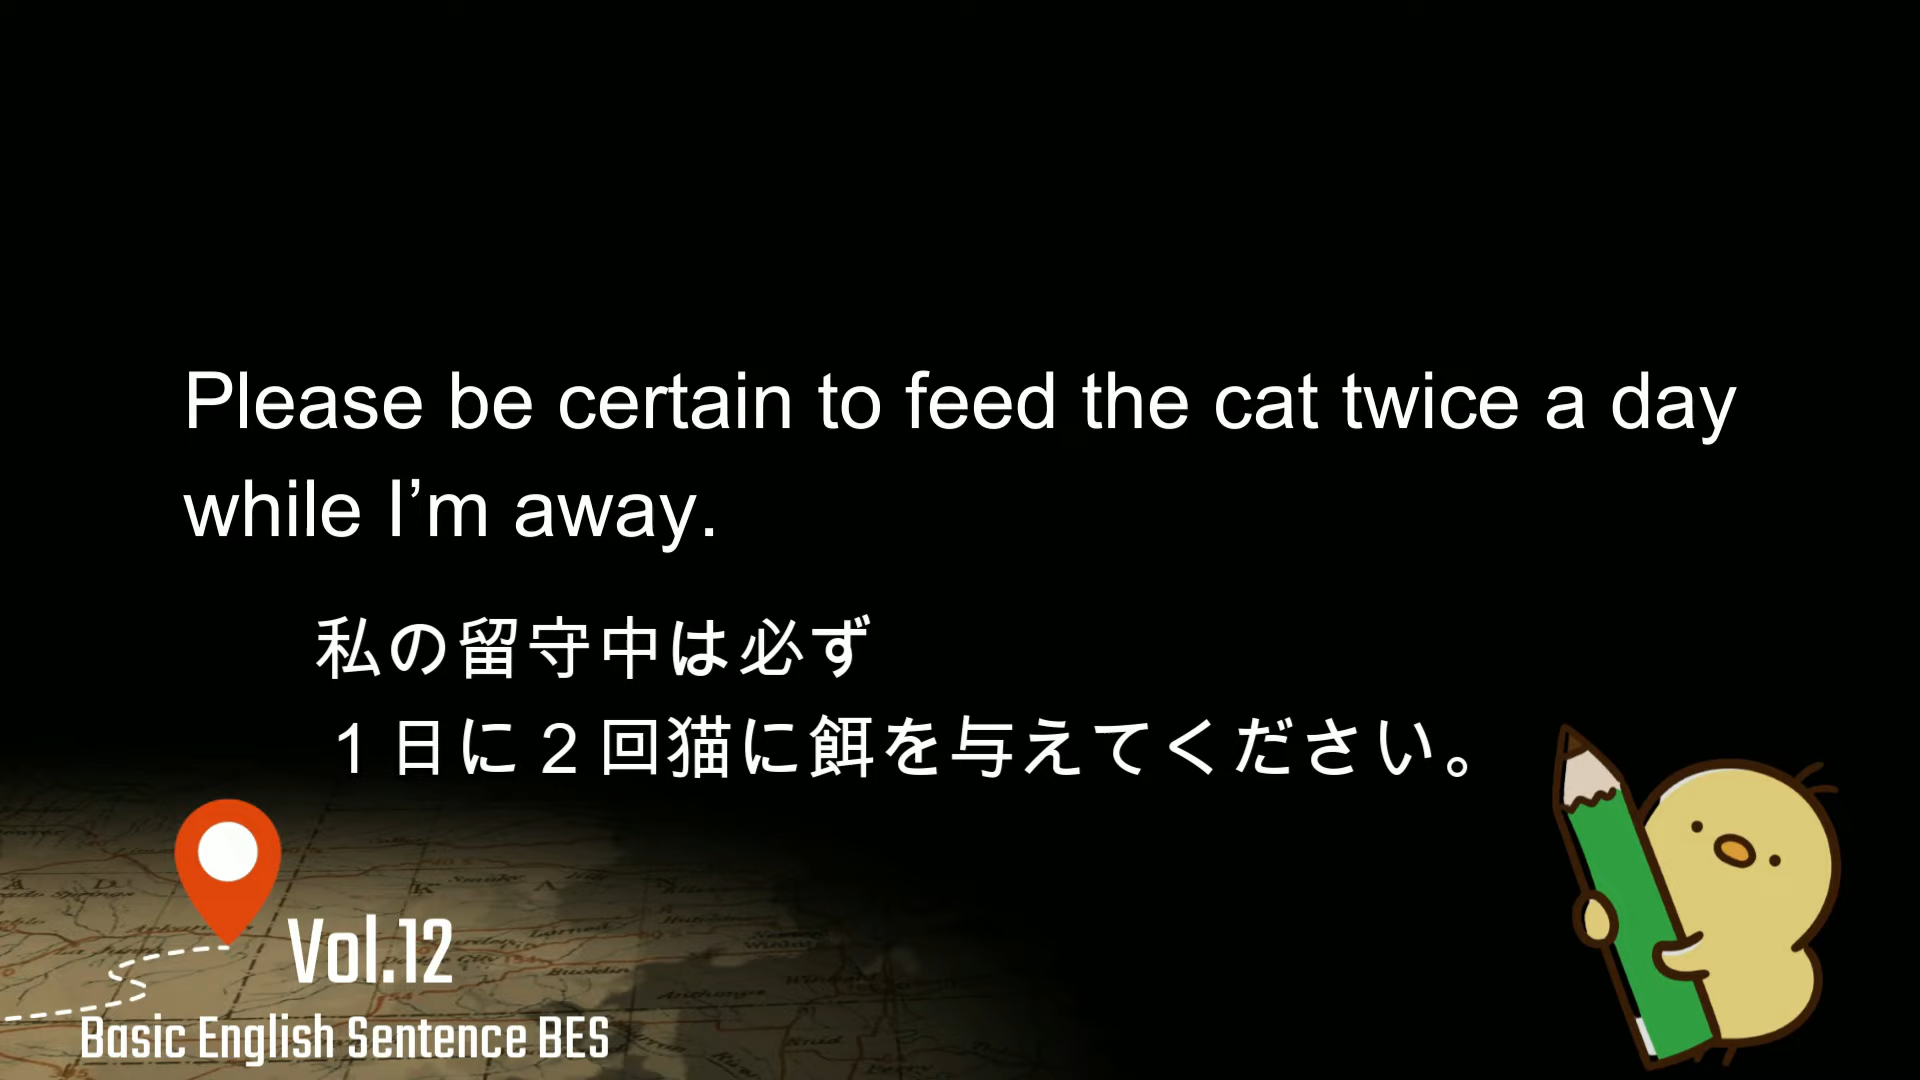 Please be certain to feed the cat twice a day
while I’m away.
私の留守中は必ず
１日に２回猫に餌を与えてください。
Vol.12
Basic English Sentence BES